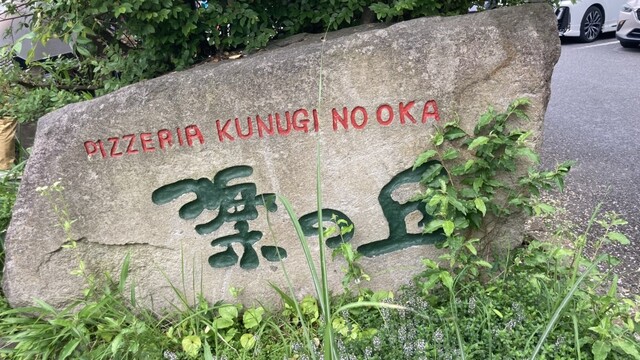 PIZZERIA KUNUGI NO OKA
櫟の丘